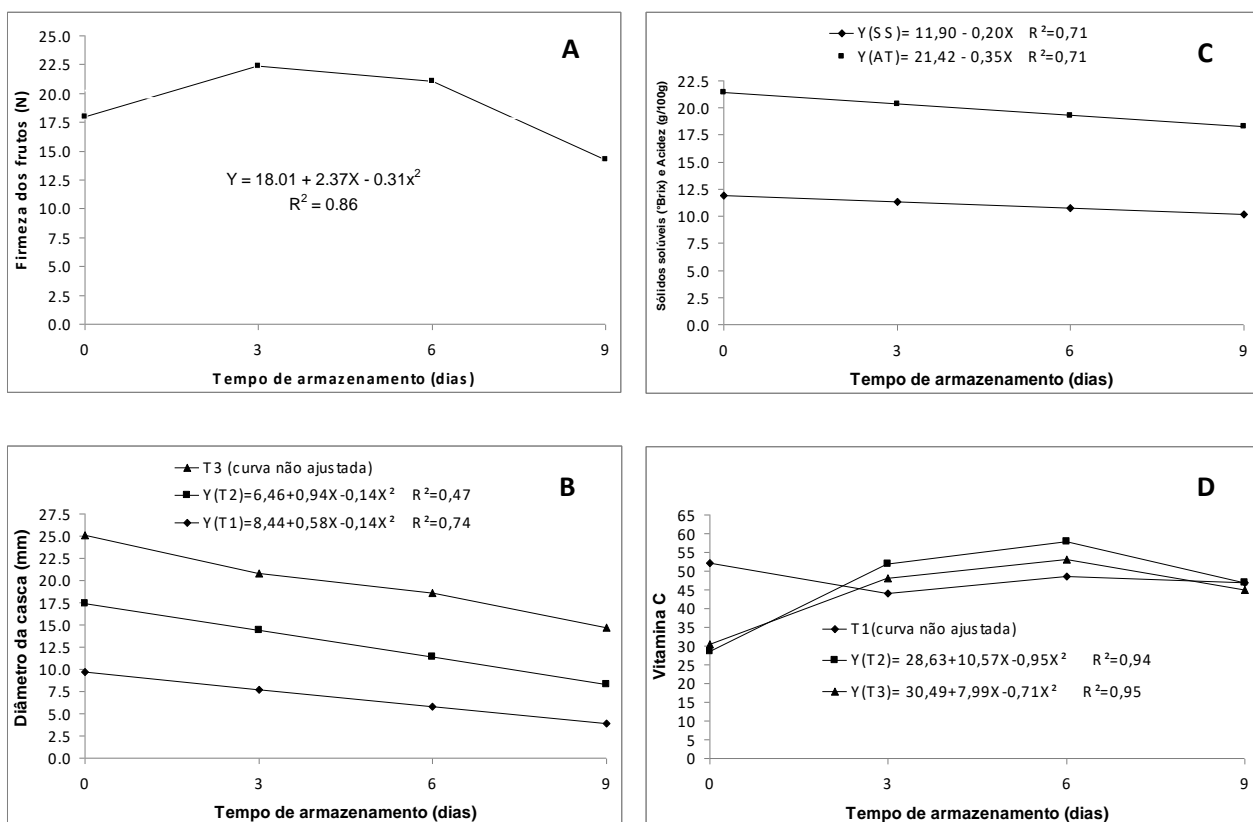 A
Firmeza dos frutos (N)
25.0
22.5
20.0
17.5
15.0
12.5
10.0
7.5
5.0
2.5
0.0
Y = 18.01 + 2.37X - 0.31x²
R² = 0.86
0 3 6 9
Tempo de armazenamento (dias)
C
Y(SS)= 11,90 - 0,20X R²=0,71
Y(AT)= 21,42 - 0,35X R²=0,71
Sólidos solúveis (°Brix) e Acidez (g/100g)
22.5
20.0
17.5
15.0
12.5
10.0
7.5
5.0
2.5
0.0
0 3 6 9
Tempo de armazenamento (dias)
B
T3 (curva não ajustada)
Y(T2)=6,46+0,94X-0,14X² R²=0,47
Y(T1)=8,44+0,58X-0,14X² R²=0,74
Diâmetro da casca (mm)
27.5
25.0
22.5
20.0
17.5
15.0
12.5
10.0
7.5
5.0
2.5
0.0
0 3 6 9
Tempo de armazenamento (dias)
D
Vitamina C
65
60
55
50
45
40
35
30
25
20
15
10
5
0
T1(curva não ajustada)
Y(T2)= 28,63+10,57X-0,95X² R²=0,94
Y(T3)= 30,49+7,99X-0,71X² R²=0,95
0 3 6 9
Tempo de armazenamento (dias)